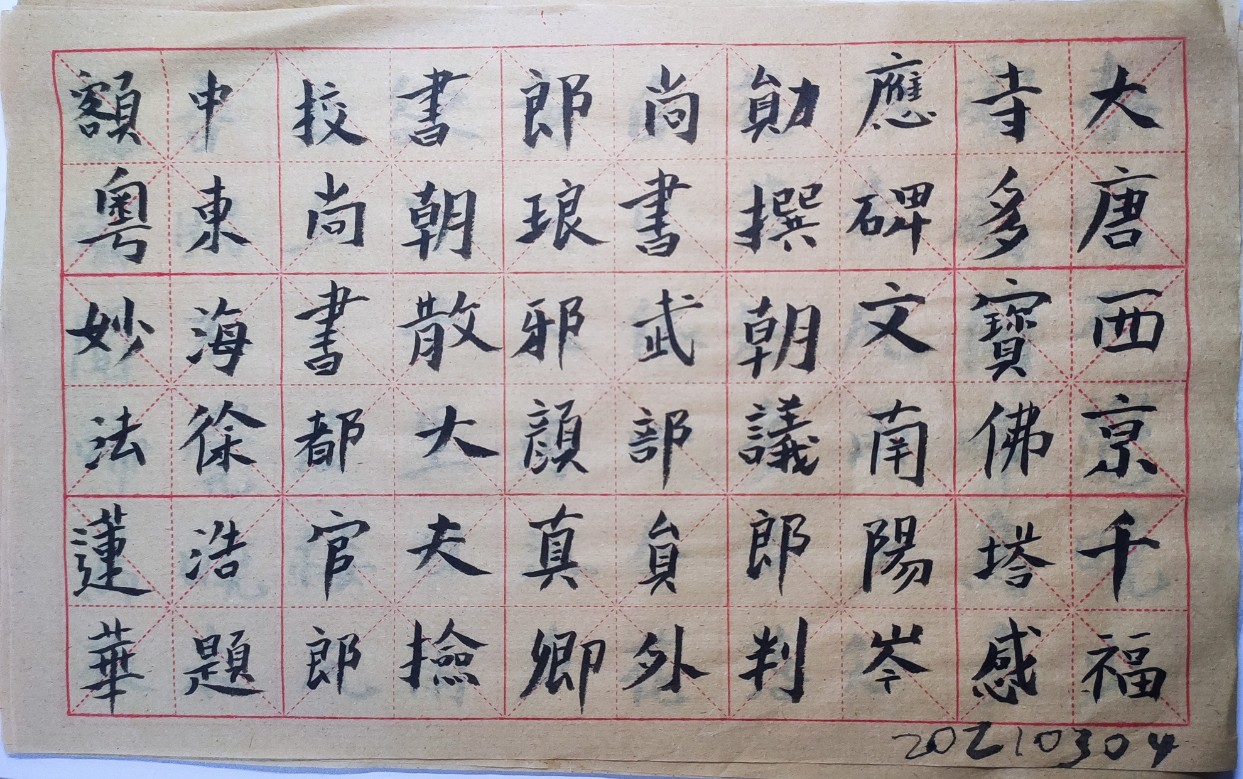 大唐西京千福
寺多寶佛塔感
應碑文南陽岑
勛撰朝議郎判
尚書武部員外
郎琅邪顏真卿
書朝散大夫撿
挍尚書都官郎
中東海徐浩題
額粵妙法蓮華
20210304